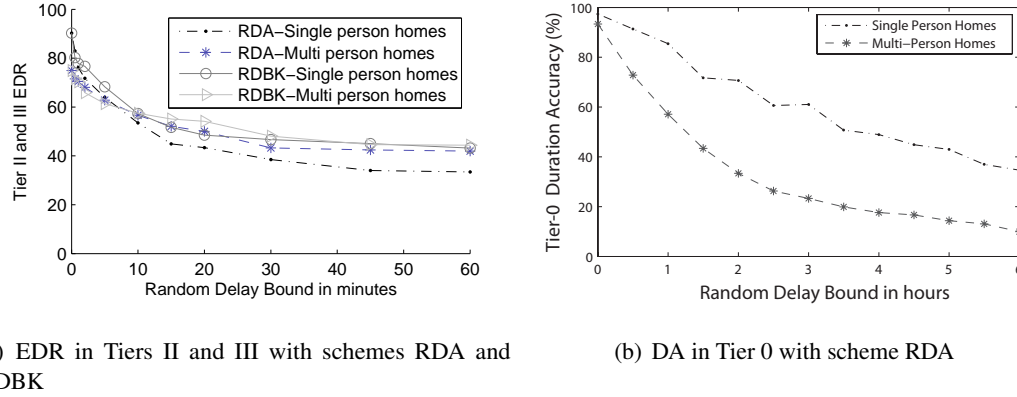 Tier II and III EDR
100
80
60
40
20
0
0 10 20 30 40 50 60
Random Delay Bound in minutes
RDA−Single person homes
RDA−Multi person homes
RDBK−Single person homes
RDBK−Multi person homes
) EDR in Tiers II and III with schemes RDA and
DBK
Tier-0 Duration Accuracy (%)
100
80
60
40
20
0
0 1 2 3 4 5 6
Random Delay Bound in hours
Single Person Homes
Multi−Person Homes
(b) DA in Tier 0 with scheme RDA